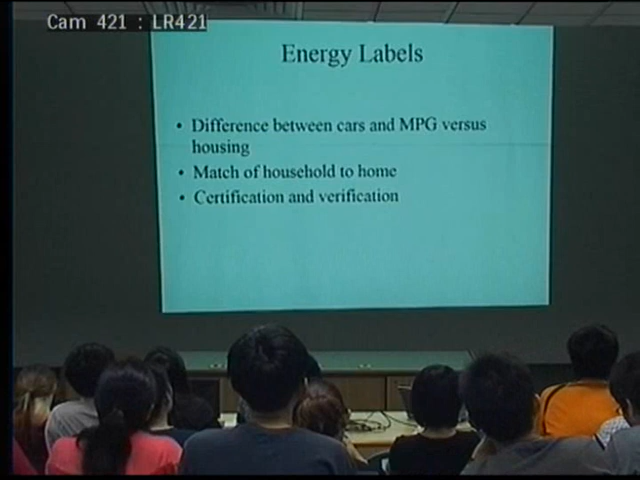 Cam 421 : LR421
Energy Labels
• Difference between cars and MPG versus
housing
• Match of household to home
• Certification and verification